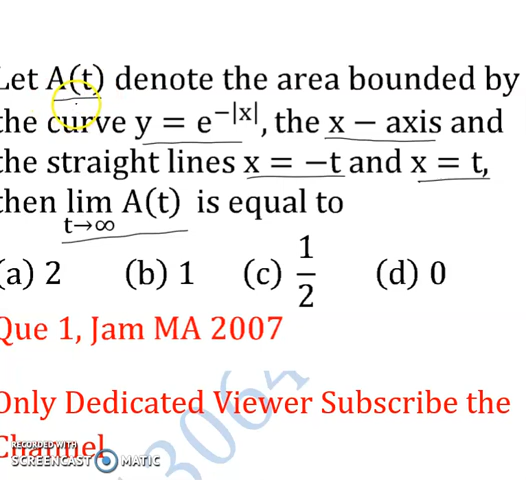 Let A(t) denote the area bounded by
the curve y = e^{-|x|}, the x − axis and
the straight lines x = −t and x = t,
then lim_{t→∞} A(t) is equal to
(a) 2 (b) 1 (c) 1/2 (d) 0
Que 1, Jam MA 2007
Only Dedicated Viewer Subscribe the
Channel
RECORDED WITH
SCREENCAST MATIC
3064